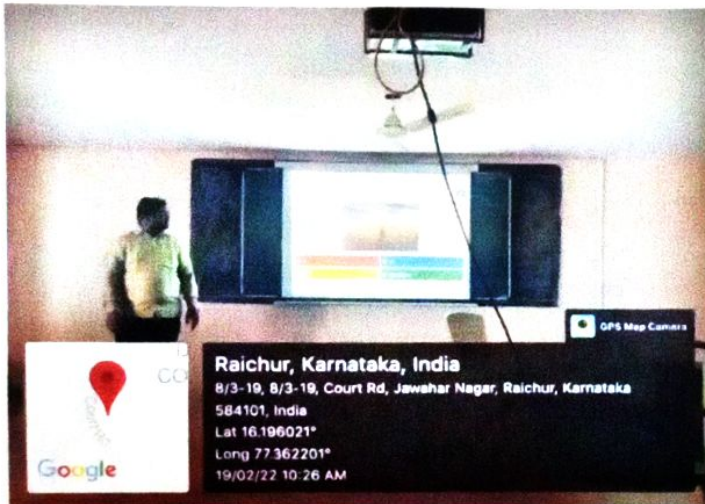 GPS Map Camera
Raichur, Karnataka, India
8/3-19, 8/3-19, Court Rd, Jawahar Nagar, Raichur, Karnataka
584101, India
Lat 16.196021°
Long 77.362201°
19/02/22 10:26 AM
CO
Google